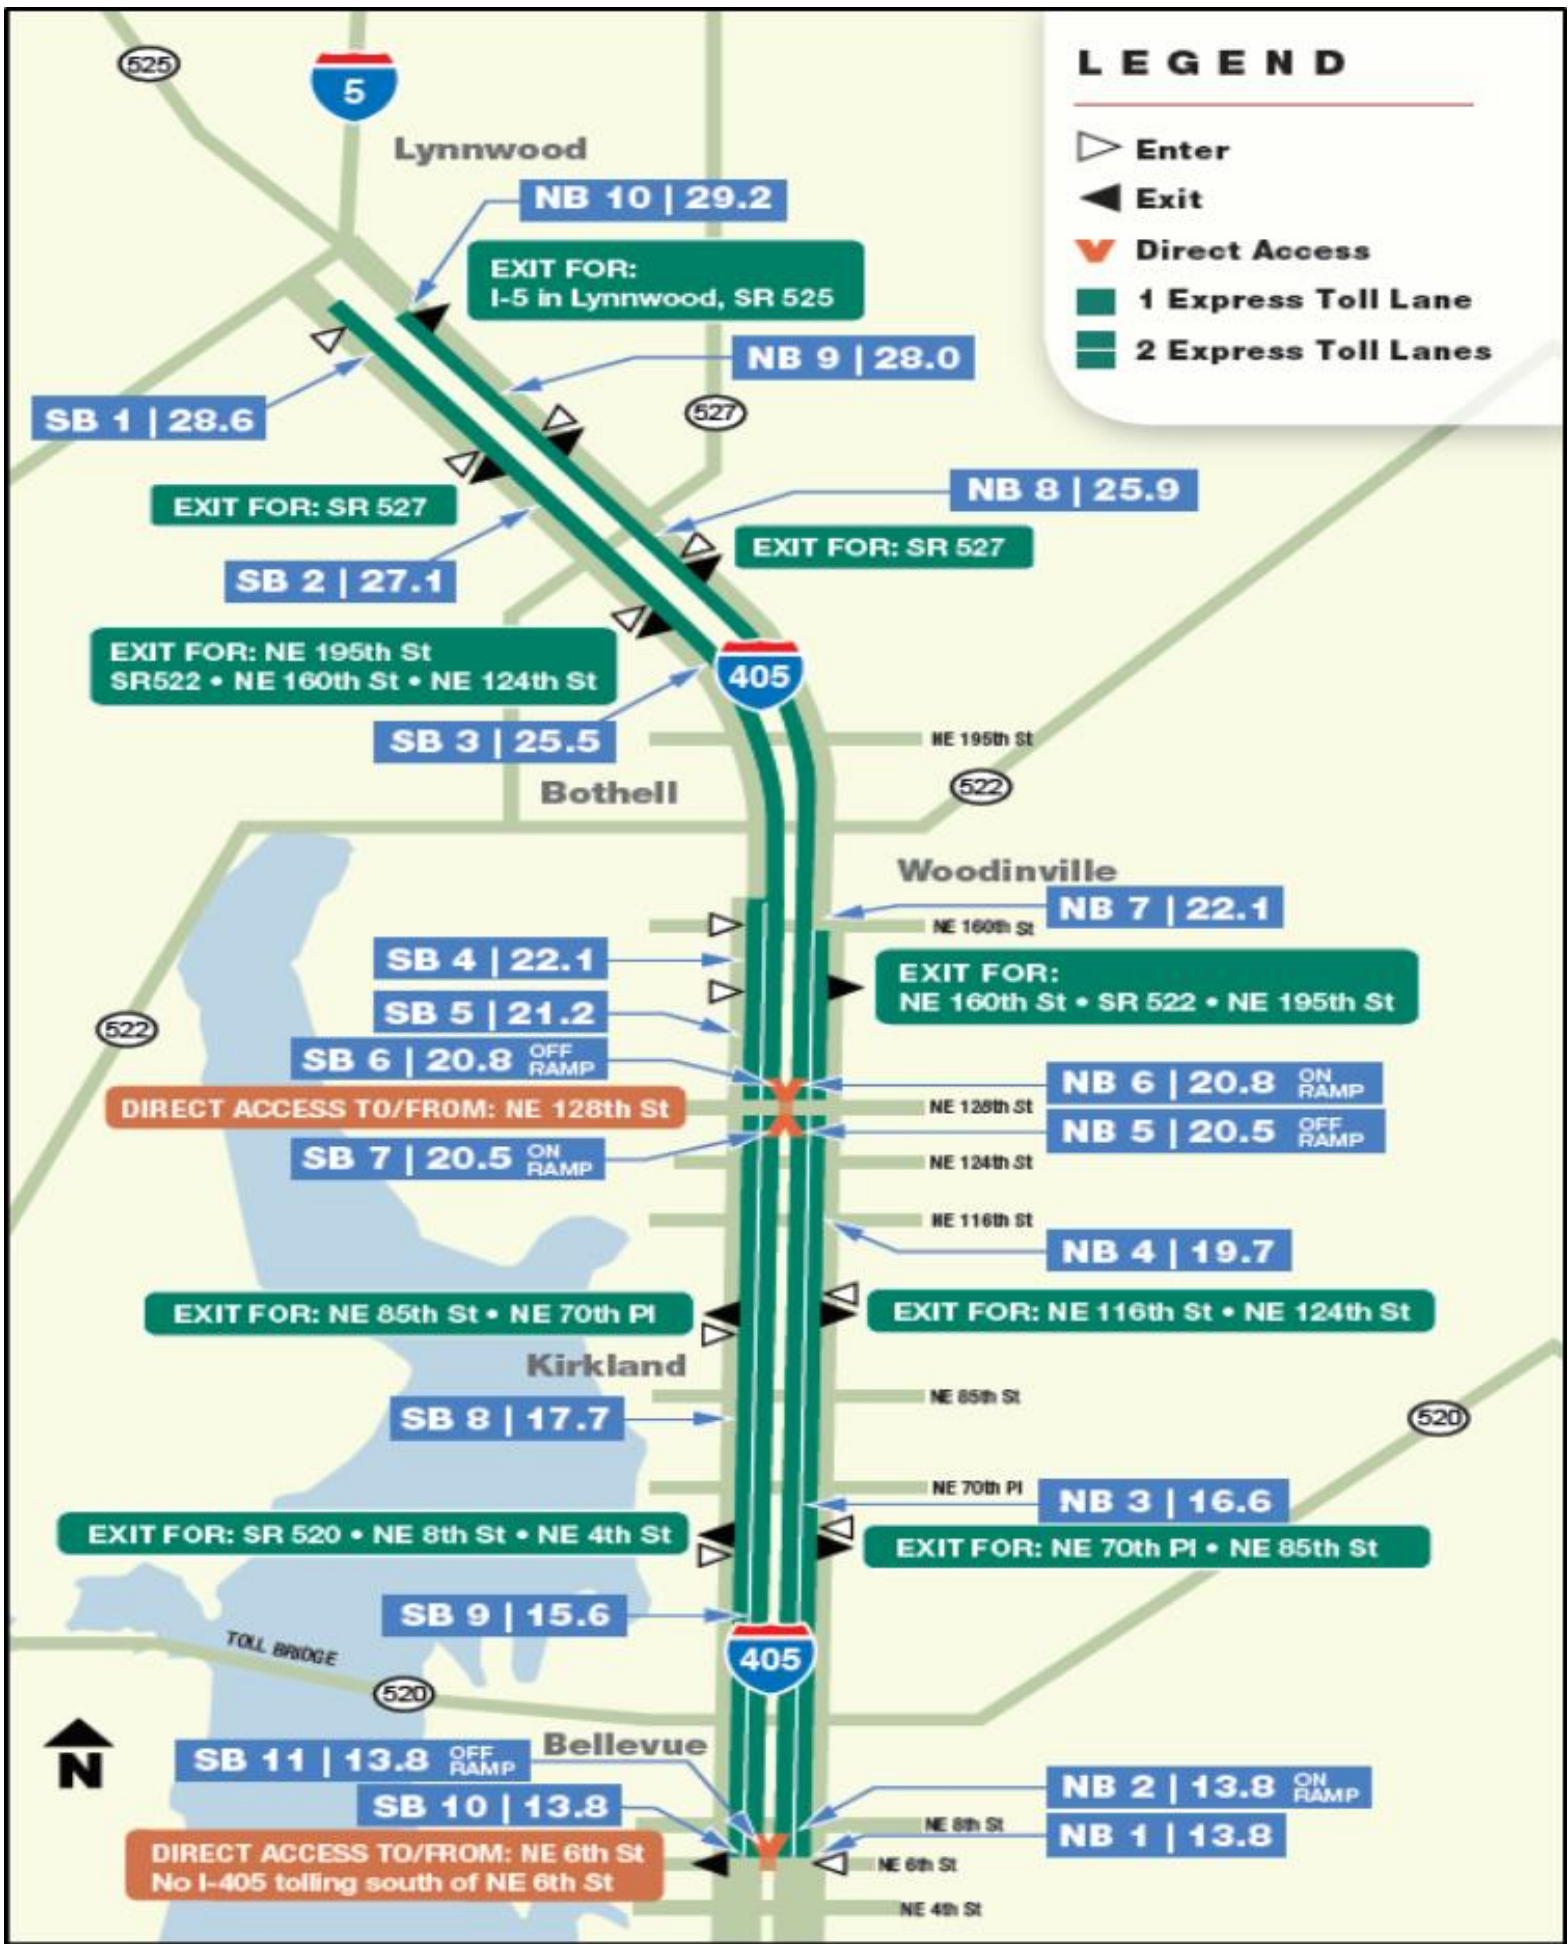 LEGEND
Enter
Exit
Direct Access
1 Express Toll Lane
2 Express Toll Lanes
525
5
Lynnwood
NB 10 | 29.2
EXIT FOR:
I-5 in Lynnwood, SR 525
NB 9 | 28.0
SB 1 | 28.6
527
NB 8 | 25.9
EXIT FOR: SR 527
EXIT FOR: SR 527
SB 2 | 27.1
EXIT FOR: NE 195th St
SR522 • NE 160th St • NE 124th St
405
SB 3 | 25.5
NE 195th St
Bothell
522
Woodinville
NB 7 | 22.1
NE 160th St
SB 4 | 22.1
EXIT FOR:
NE 160th St • SR 522 • NE 195th St
SB 5 | 21.2
522
SB 6 | 20.8 OFF RAMP
NB 6 | 20.8 ON RAMP
DIRECT ACCESS TO/FROM: NE 128th St
NE 128th St
NB 5 | 20.5 OFF RAMP
SB 7 | 20.5 ON RAMP
NE 124th St
NE 116th St
NB 4 | 19.7
EXIT FOR: NE 85th St • NE 70th Pl
EXIT FOR: NE 116th St • NE 124th St
Kirkland
NE 85th St
SB 8 | 17.7
520
NE 70th Pl
NB 3 | 16.6
EXIT FOR: SR 520 • NE 8th St • NE 4th St
EXIT FOR: NE 70th Pl • NE 85th St
SB 9 | 15.6
405
TOLL BRIDGE
520
N
Bellevue
SB 11 | 13.8 OFF RAMP
NB 2 | 13.8 ON RAMP
SB 10 | 13.8
NE 8th St
NB 1 | 13.8
DIRECT ACCESS TO/FROM: NE 6th St
No I-405 tolling south of NE 6th St
NE 6th St
NE 4th St